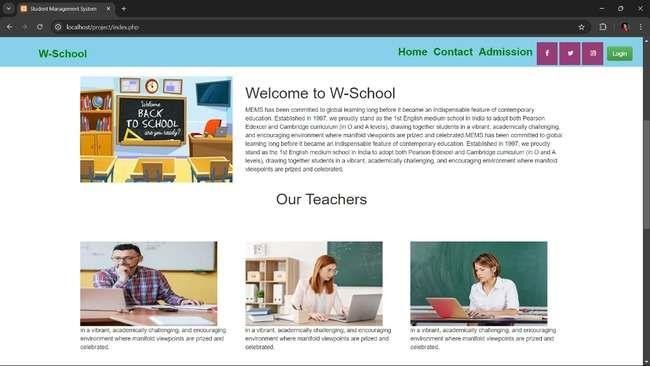 Student Management System
localhost/project/index.php
W-School
Home Contact Admission
Login
Welcome
BACK
TO SCHOOL
are you ready?
Welcome to W-School
MEMS has been committed to global learning long before it became an indispensable feature of contemporary
education. Established in 1997, we proudly stand as the 1st English medium school in India to adopt both Pearson
Edexcel and Cambridge curriculum (in O and A levels), drawing together students in a vibrant, academically challenging,
and encouraging environment where manifold viewpoints are prized and celebrated.MEMS has been committed to global
learning long before it became an indispensable feature of contemporary education. Established in 1997, we proudly
stand as the 1st English medium school in India to adopt both Pearson Edexcel and Cambridge curriculum (in O and A
levels), drawing together students in a vibrant, academically challenging, and encouraging environment where manifold
viewpoints are prized and celebrated.
Our Teachers
in a vibrant, academically challenging, and encouraging
environment where manifold viewpoints are prized and
celebrated.
in a vibrant, academically challenging, and encouraging
environment where manifold viewpoints are prized and
celebrated.
in a vibrant, academically challenging, and encouraging
environment where manifold viewpoints are prized and
celebrated.